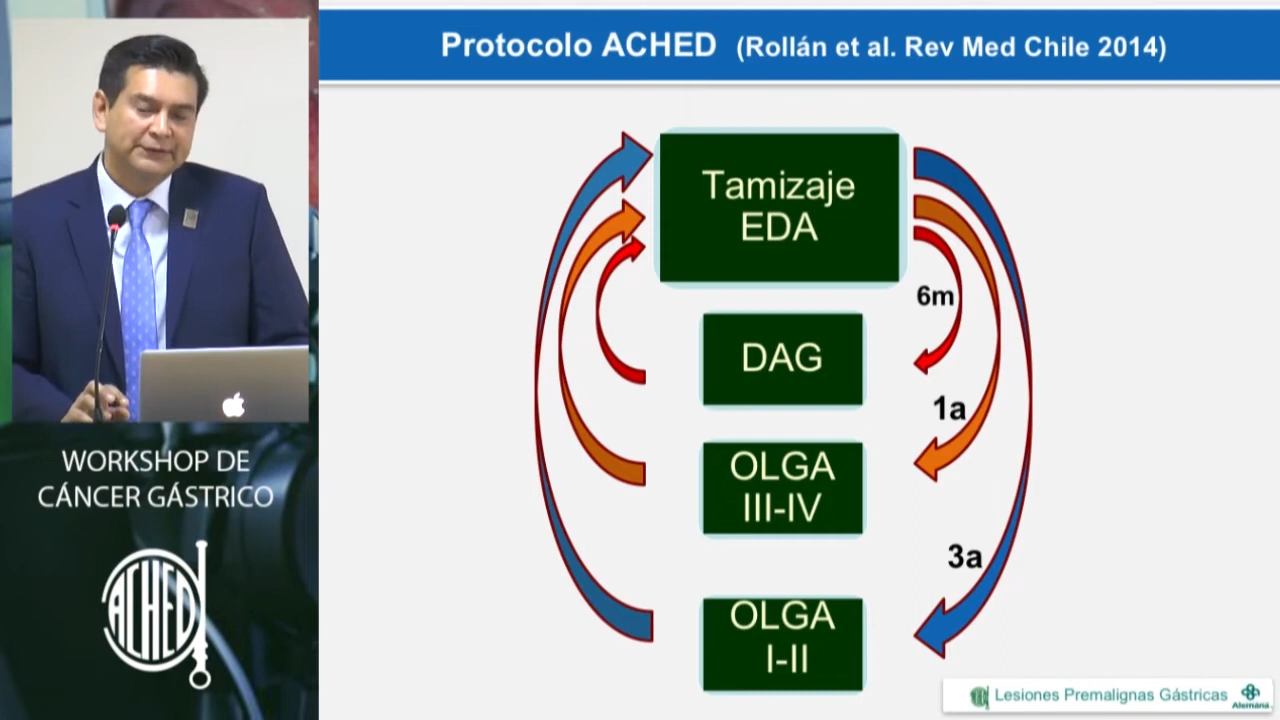 Protocolo ACHED (Rollán et al. Rev Med Chile 2014)
Tamizaje
EDA
6m
DAG
1a
OLGA
III-IV
3a
OLGA
I-II
WORKSHOP DE
CÁNCER GÁSTRICO
ACHED
Lesiones Premalignas Gástricas
Alemana